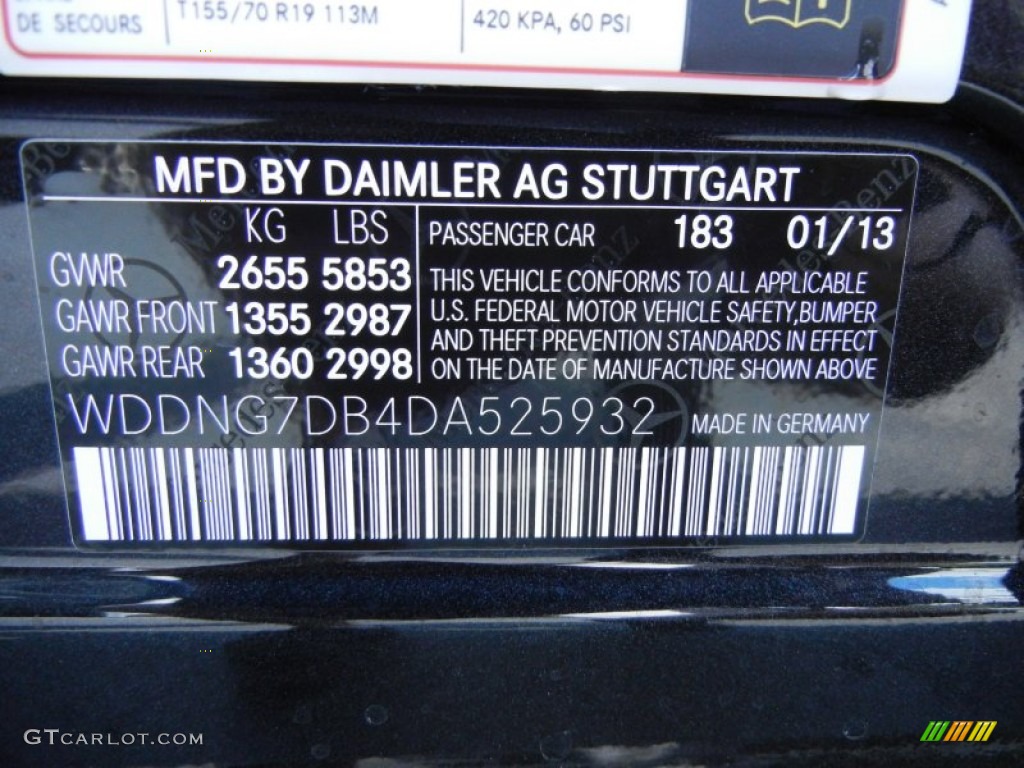 DE SECOURS T155/70 R19 113M 420 KPA, 60 PSI
MFD BY DAIMLER AG STUTTGART
KG LBS
PASSENGER CAR 183 01/13
GVWR 2655 5853
GAWR FRONT 1355 2987
GAWR REAR 1360 2998
THIS VEHICLE CONFORMS TO ALL APPLICABLE
U.S. FEDERAL MOTOR VEHICLE SAFETY,BUMPER
AND THEFT PREVENTION STANDARDS IN EFFECT
ON THE DATE OF MANUFACTURE SHOWN ABOVE
WDDNG7DB4DA525932 MADE IN GERMANY
GTCARLOT.COM